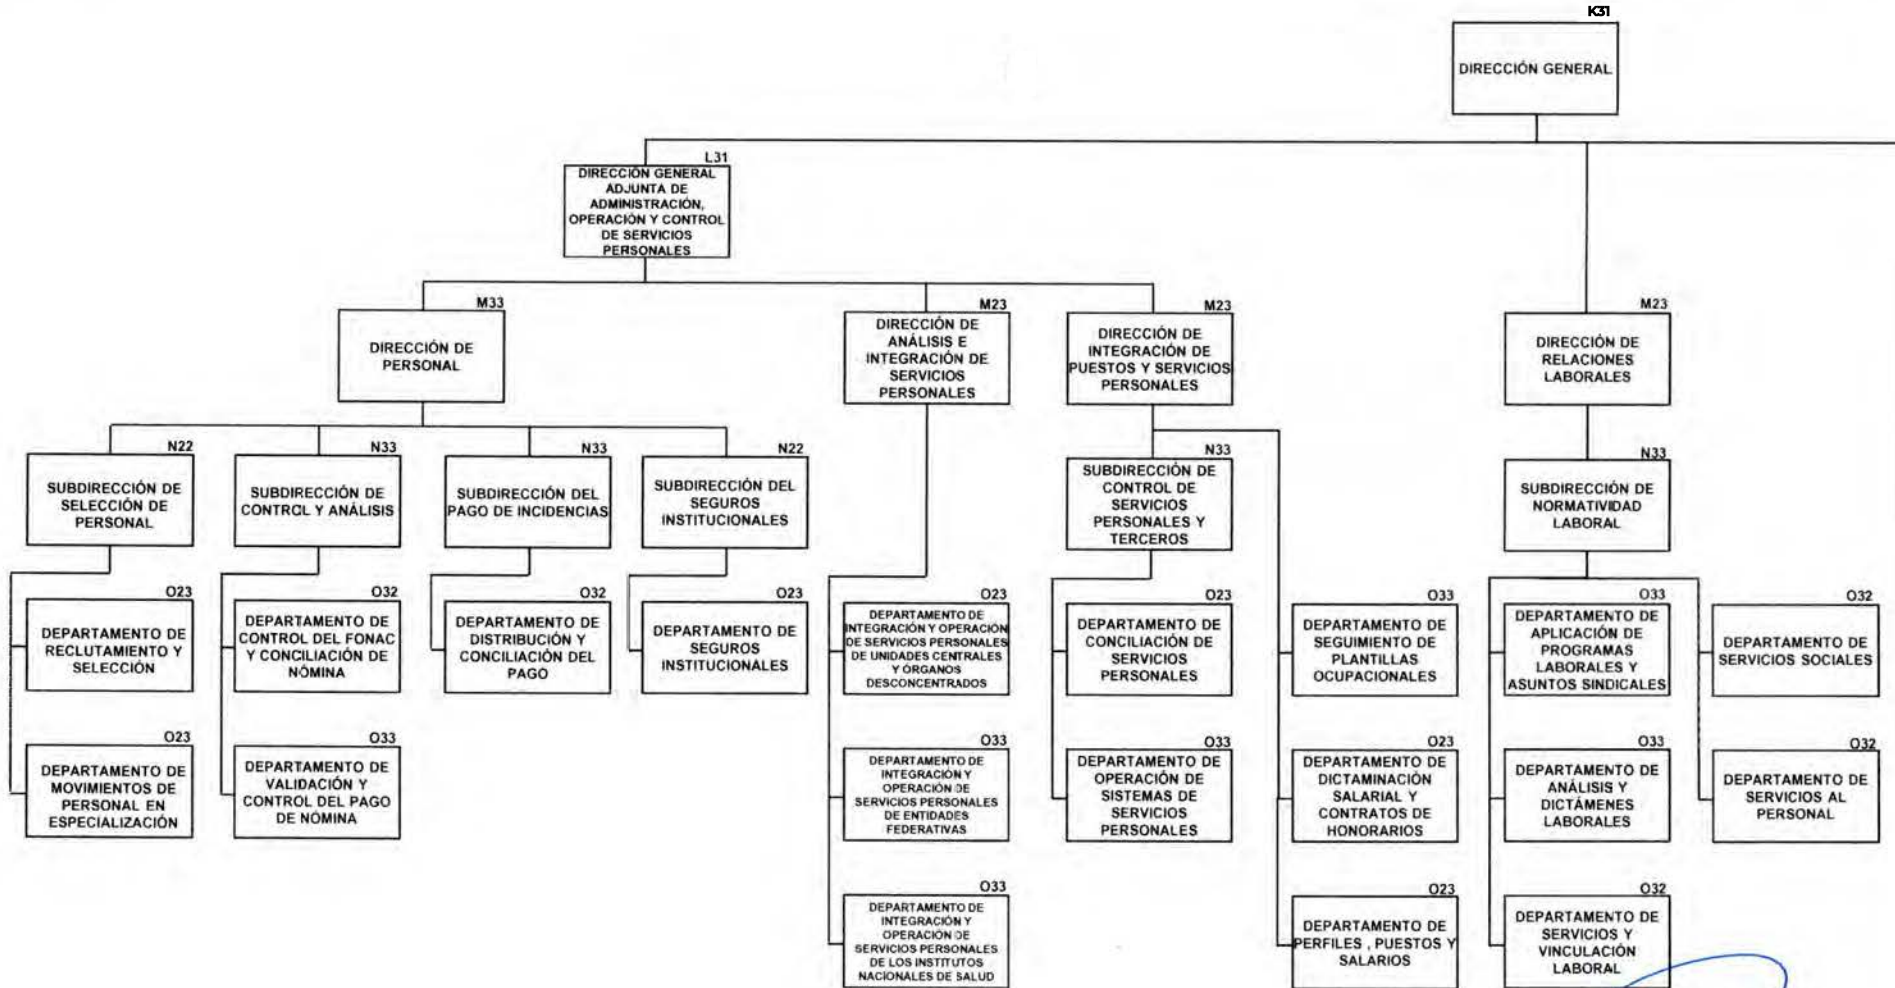 K31
DIRECCIÓN GENERAL
L31
DIRECCIÓN GENERAL
ADJUNTA DE
ADMINISTRACIÓN,
OPERACIÓN Y CONTROL
DE SERVICIOS
PERSONALES
M33
DIRECCIÓN DE
PERSONAL
M23
DIRECCIÓN DE
ANÁLISIS E
INTEGRACIÓN DE
SERVICIOS
PERSONALES
M23
DIRECCIÓN DE
INTEGRACIÓN DE
PUESTOS Y SERVICIOS
PERSONALES
M23
DIRECCIÓN DE
RELACIONES
LABORALES
N22
SUBDIRECCIÓN DE
SELECCIÓN DE
PERSONAL
N33
SUBDIRECCIÓN DE
CONTROL Y ANÁLISIS
N33
SUBDIRECCIÓN DEL
PAGO DE INCIDENCIAS
N22
SUBDIRECCIÓN DEL
SEGUROS
INSTITUCIONALES
N33
SUBDIRECCIÓN DE
CONTROL DE
SERVICIOS
PERSONALES Y
TERCEROS
N33
SUBDIRECCIÓN DE
NORMATIVIDAD
LABORAL
O23
DEPARTAMENTO DE
RECLUTAMIENTO Y
SELECCIÓN
O32
DEPARTAMENTO DE
CONTROL DEL FONAC
Y CONCILIACIÓN DE
NÓMINA
O32
DEPARTAMENTO DE
DISTRIBUCIÓN Y
CONCILIACIÓN DEL
PAGO
O23
DEPARTAMENTO DE
SEGUROS
INSTITUCIONALES
O23
DEPARTAMENTO DE
INTEGRACIÓN Y OPERACIÓN
DE SERVICIOS PERSONALES
DE UNIDADES CENTRALES
Y ÓRGANOS
DESCONCENTRADOS
O23
DEPARTAMENTO DE
CONCILIACIÓN DE
SERVICIOS
PERSONALES
O33
DEPARTAMENTO DE
SEGUIMIENTO DE
PLANTILLAS
OCUPACIONALES
O33
DEPARTAMENTO DE
APLICACIÓN DE
PROGRAMAS
LABORALES Y
ASUNTOS SINDICALES
O32
DEPARTAMENTO DE
SERVICIOS SOCIALES
O23
DEPARTAMENTO DE
MOVIMIENTOS DE
PERSONAL EN
ESPECIALIZACIÓN
O33
DEPARTAMENTO DE
VALIDACIÓN Y
CONTROL DEL PAGO
DE NÓMINA
O33
DEPARTAMENTO DE
INTEGRACIÓN Y
OPERACIÓN DE
SERVICIOS PERSONALES
DE ENTIDADES
FEDERATIVAS
O33
DEPARTAMENTO DE
OPERACIÓN DE
SISTEMAS DE
SERVICIOS
PERSONALES
O23
DEPARTAMENTO DE
DICTAMINACIÓN
SALARIAL Y
CONTRATOS DE
HONORARIOS
O33
DEPARTAMENTO DE
ANÁLISIS Y
DICTÁMENES
LABORALES
O32
DEPARTAMENTO DE
SERVICIOS AL
PERSONAL
O33
DEPARTAMENTO DE
INTEGRACIÓN Y
OPERACIÓN DE
SERVICIOS PERSONALES
DE LOS INSTITUTOS
NACIONALES DE SALUD
O23
DEPARTAMENTO DE
PERFILES , PUESTOS Y
SALARIOS
O32
DEPARTAMENTO DE
SERVICIOS Y
VINCULACIÓN
LABORAL